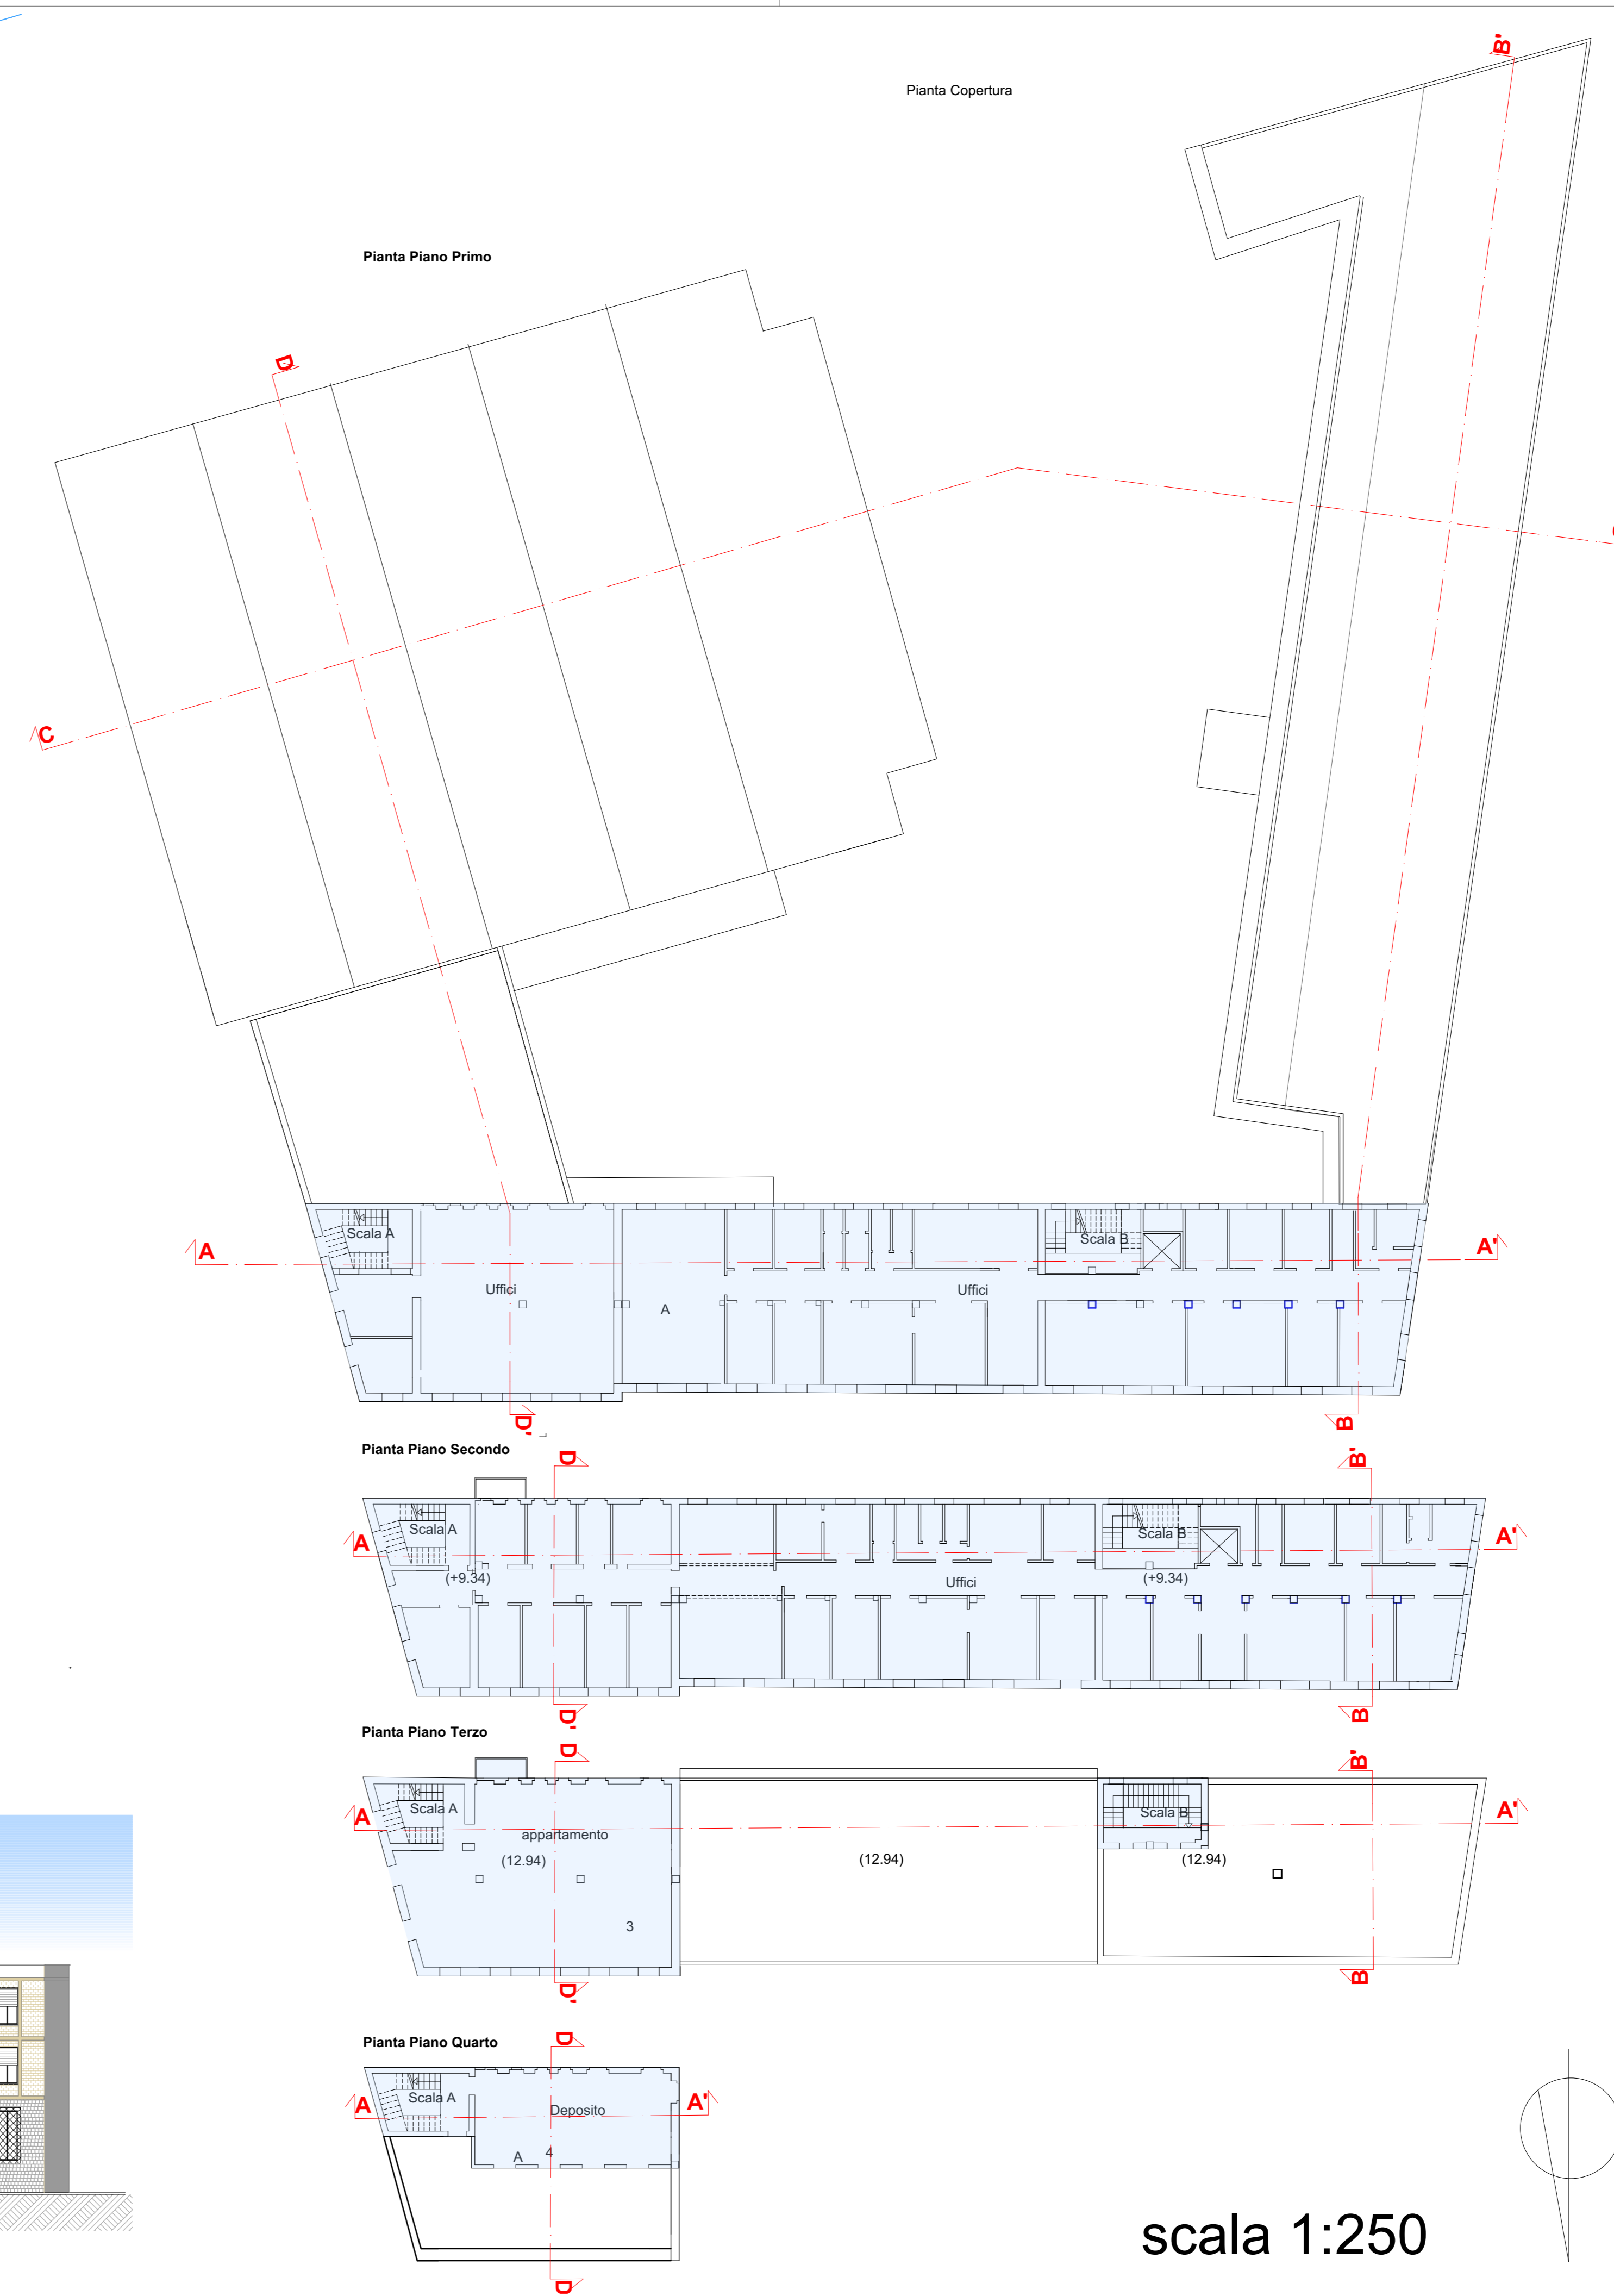 B'
Pianta Copertura
Pianta Piano Primo
D
C
Scala A
Scala B
A
A'
Uffici
Uffici
A
D'
B
Pianta Piano Secondo
D
B'
Scala A
Scala B
A
A'
(+9.34)
Uffici
(+9.34)
D'
B
Pianta Piano Terzo
D
B'
Scala A
Scala B
A
A'
appartamento
(12.94)
(12.94)
(12.94)
3
D'
B
Pianta Piano Quarto
D
Scala A
A
A'
Deposito
A
4
D'
scala 1:250